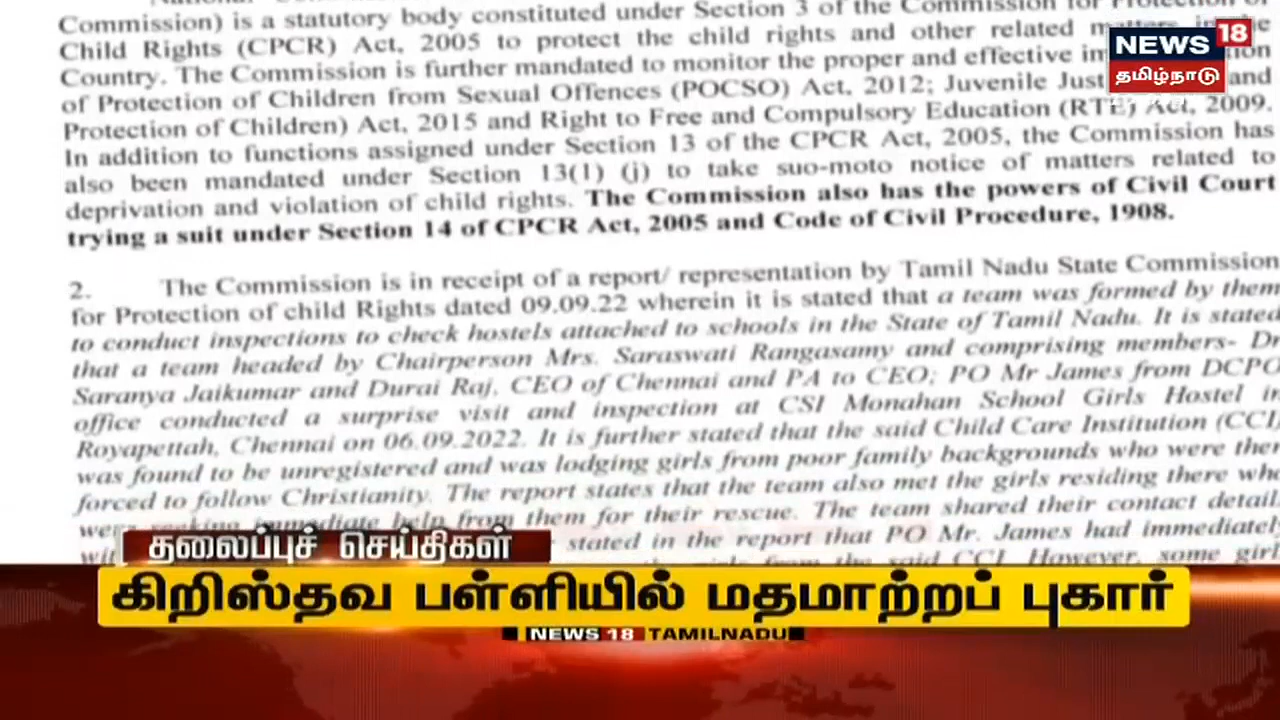 Commission) is a statutory body constituted under Section 3 of the Commission for Protection of
Child Rights (CPCR) Act, 2005 to protect the child rights and other related matters in the
Country. The Commission is further mandated to monitor the proper and effective
of Protection of Children from Sexual Offences (POCSO) Act, 2012; Juvenile and
Protection of Children) Act, 2015 and Right to Free and Compulsory Education (RTE) Act, 2009.
In addition to functions assigned under Section 13 of the CPCR Act, 2005, the Commission has
also been mandated under Section 13(1) (j) to take suo-moto notice of matters related to
deprivation and violation of child rights. The Commission also has the powers of Civil Court
trying a suit under Section 14 of CPCR Act, 2005 and Code of Civil Procedure, 1908.
2. The Commission is in receipt of a report/ representation by Tamil Nadu State Commission
for Protection of child Rights dated 09.09.22 wherein it is stated that a team was formed by them
to conduct inspections to check hostels attached to schools in the State of Tamil Nadu. It is stated
that a team headed by Chairperson Mrs. Saraswati Rangasamy and comprising members- Dr
Saranya Jaikumar and Durai Raj, CEO of Chennai and PA to CEO; PO Mr James from DCPO
office conducted a surprise visit and inspection at CSI Monahan School Girls Hostel in
Royapettah, Chennai on 06.09.2022. It is further stated that the said Child Care Institution (CCI)
was found to be unregistered and was lodging girls from poor family backgrounds who were ther
forced to follow Christianity. The report states that the team also met the girls residing there who
were seeking immediate help from them for their rescue. The team shared their contact detail
stated in the report that PO Mr. James had immediately
the said CCI. However, some girl
NEWS 18
தமிழ்நாடு
தலைப்புச் செய்திகள்
கிறிஸ்தவ பள்ளியில் மதமாற்றப் புகார்
NEWS 18 TAMILNADU